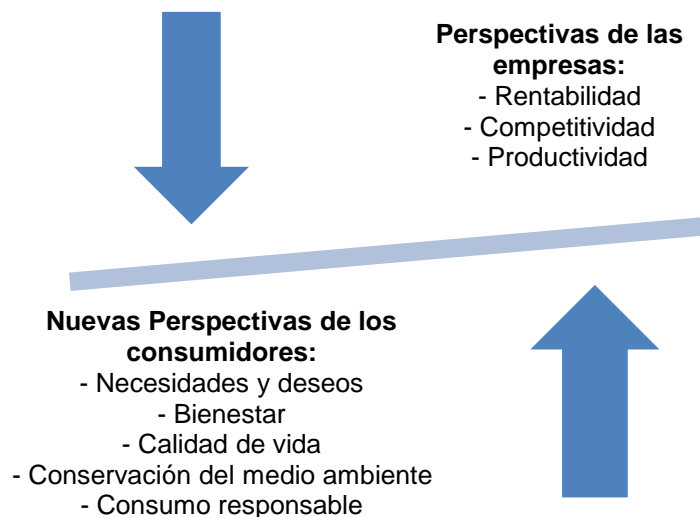 Perspectivas de las
empresas:
- Rentabilidad
- Competitividad
- Productividad
Nuevas Perspectivas de los
consumidores:
- Necesidades y deseos
- Bienestar
- Calidad de vida
- Conservación del medio ambiente
- Consumo responsable